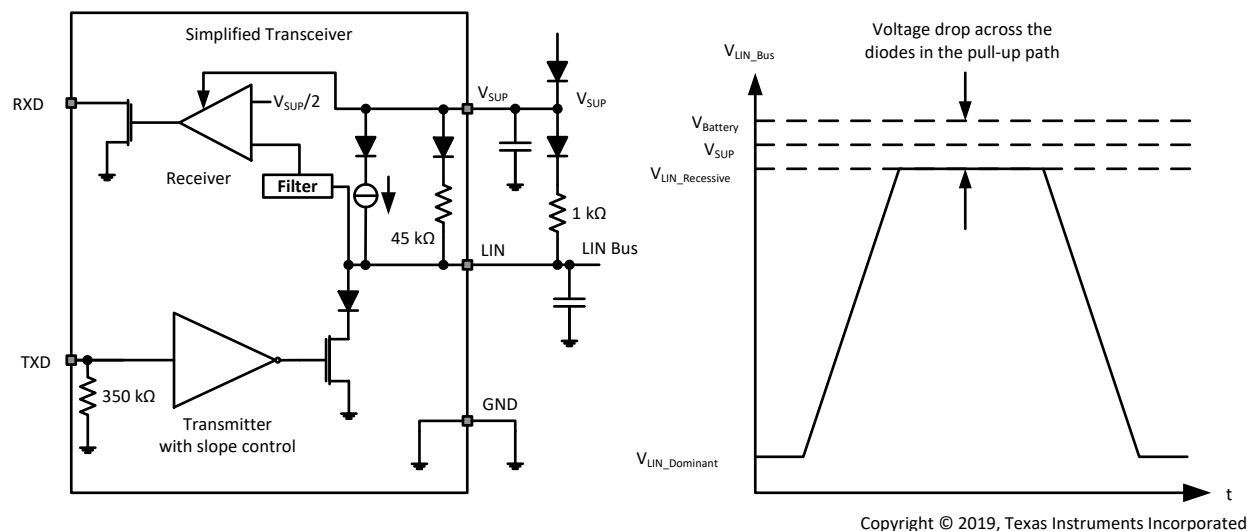 Simplified Transceiver
RXD
V_SUP/2
Receiver
Filter
V_SUP
V_SUP
45 kΩ
1 kΩ
LIN
LIN Bus
TXD
350 kΩ
Transmitter
with slope control
GND
Voltage drop across the
diodes in the pull-up path
V_LIN_Bus
V_Battery
V_SUP
V_LIN_Recessive
V_LIN_Dominant
t
Copyright © 2019, Texas Instruments Incorporated